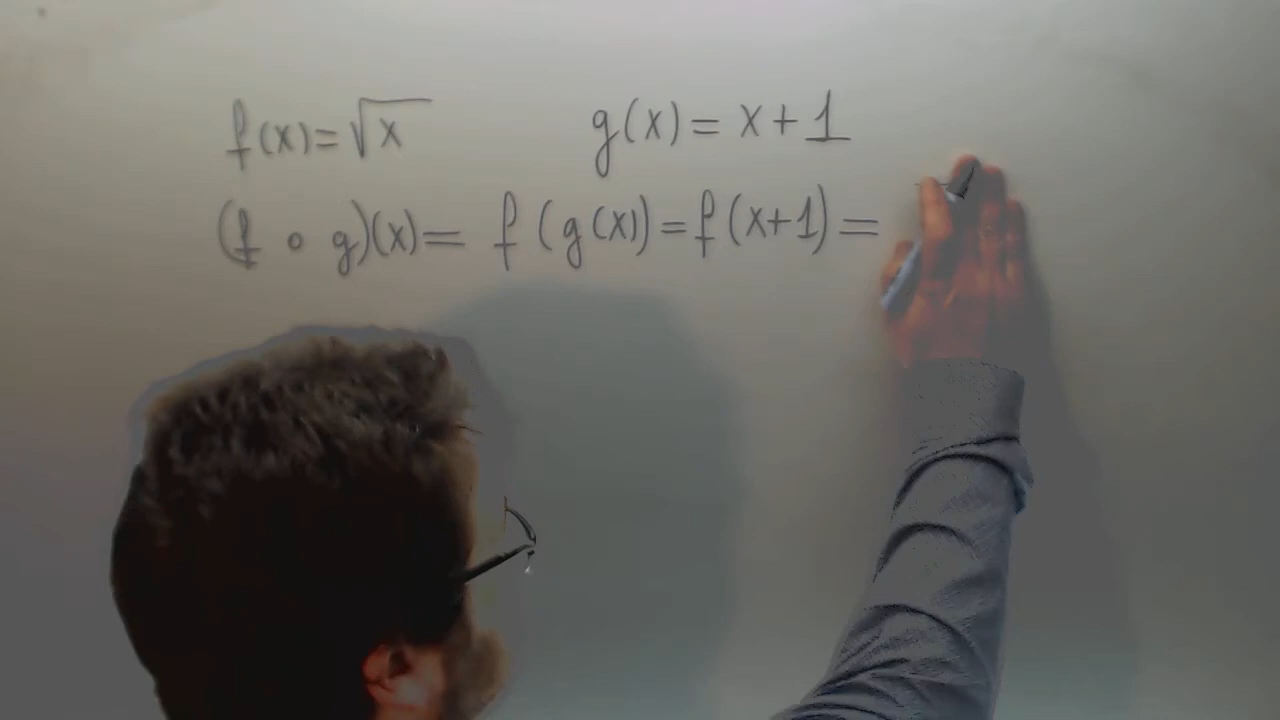 f(x)=√x g(x)=x+1
(f∘g)(x)= f(g(x))=f(x+1)=